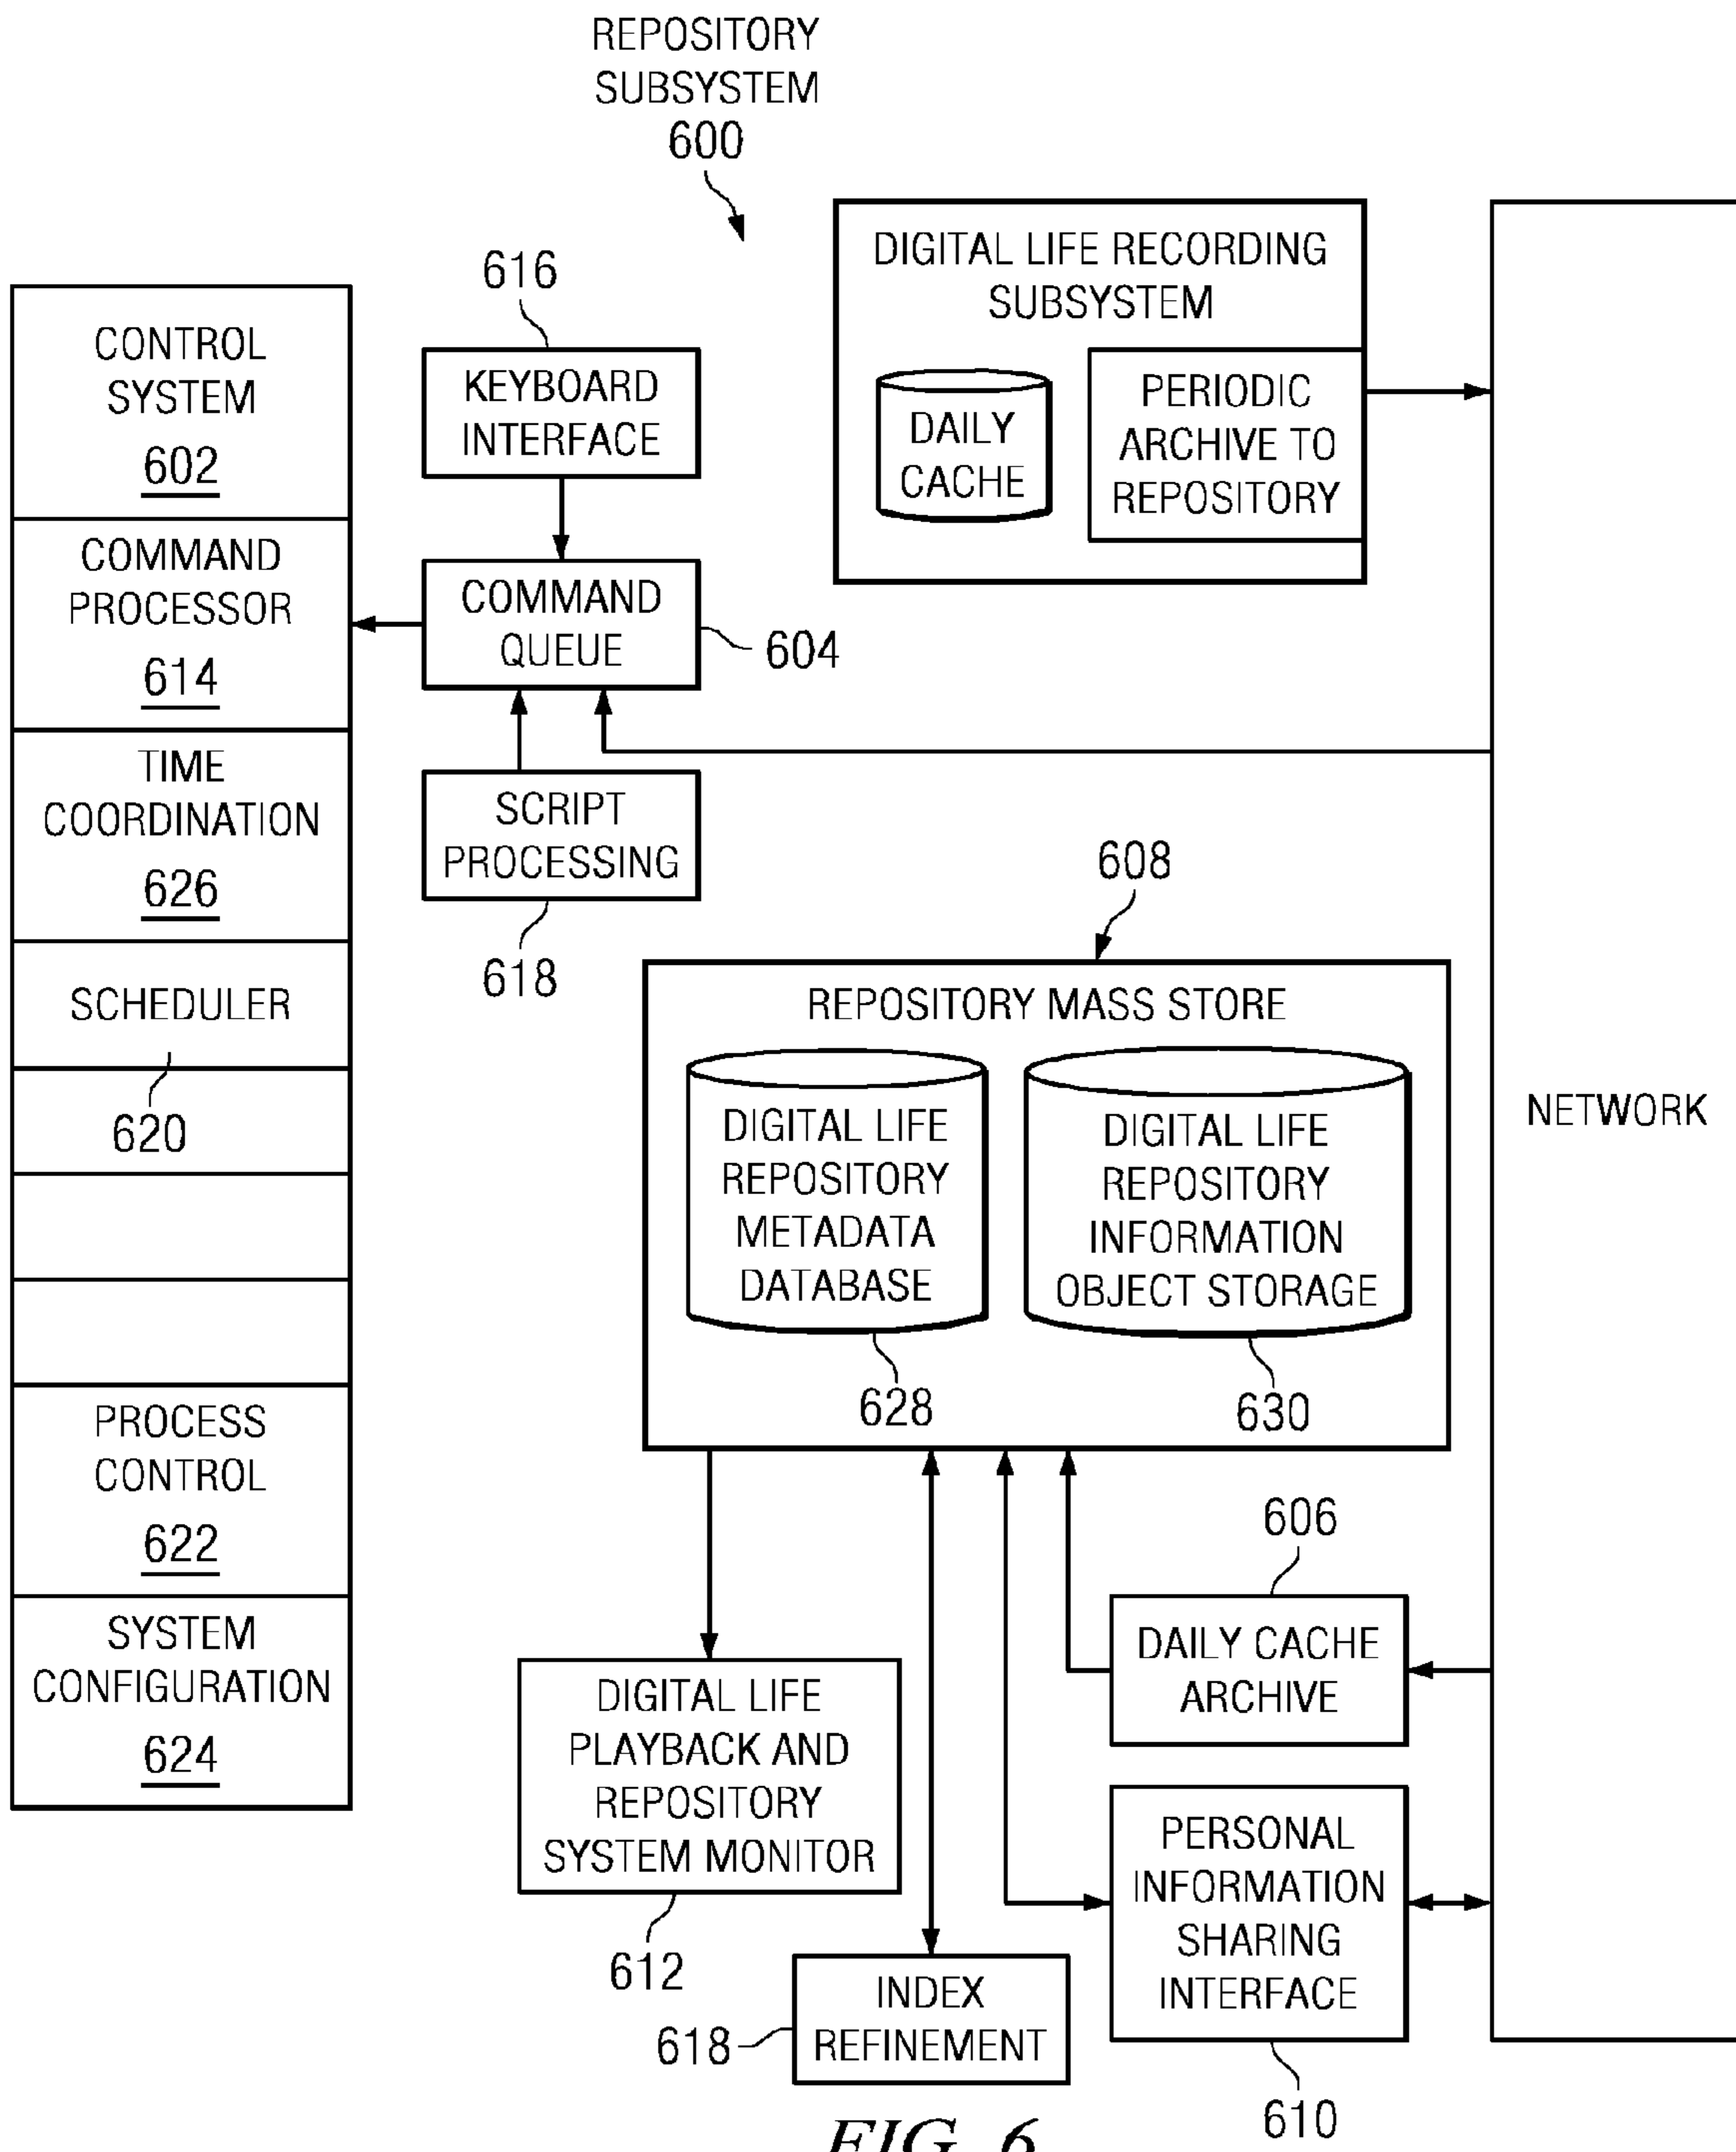 REPOSITORY
SUBSYSTEM
600
CONTROL
SYSTEM
602
COMMAND
PROCESSOR
614
TIME
COORDINATION
626
SCHEDULER
620
PROCESS
CONTROL
622
SYSTEM
CONFIGURATION
624
616
KEYBOARD
INTERFACE
COMMAND
QUEUE
604
SCRIPT
PROCESSING
618
DIGITAL LIFE RECORDING
SUBSYSTEM
DAILY
CACHE
PERIODIC
ARCHIVE TO
REPOSITORY
NETWORK
608
REPOSITORY MASS STORE
DIGITAL LIFE
REPOSITORY
METADATA
DATABASE
628
DIGITAL LIFE
REPOSITORY
INFORMATION
OBJECT STORAGE
630
606
DAILY CACHE
ARCHIVE
DIGITAL LIFE
PLAYBACK AND
REPOSITORY
SYSTEM MONITOR
612
PERSONAL
INFORMATION
SHARING
INTERFACE
610
INDEX
REFINEMENT
618
FIG. 6